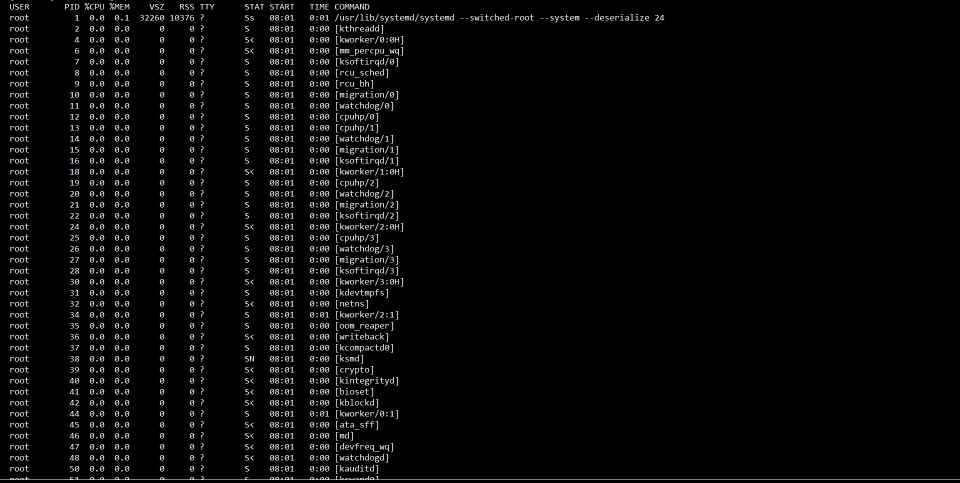 USER PID %CPU %MEM VSZ RSS TTY STAT START TIME COMMAND
root 1 0.0 0.1 32260 10376 ? Ss 08:01 0:01 /usr/lib/systemd/systemd --switched-root --system --deserialize 24
root 2 0.0 0.0 0 0 ? S 08:01 0:00 [kthreadd]
root 4 0.0 0.0 0 0 ? S< 08:01 0:00 [kworker/0:0H]
root 6 0.0 0.0 0 0 ? S< 08:01 0:00 [mm_percpu_wq]
root 7 0.0 0.0 0 0 ? S 08:01 0:00 [ksoftirqd/0]
root 8 0.0 0.0 0 0 ? S 08:01 0:00 [rcu_sched]
root 9 0.0 0.0 0 0 ? S 08:01 0:00 [rcu_bh]
root 10 0.0 0.0 0 0 ? S 08:01 0:00 [migration/0]
root 11 0.0 0.0 0 0 ? S 08:01 0:00 [watchdog/0]
root 12 0.0 0.0 0 0 ? S 08:01 0:00 [cpuhp/0]
root 13 0.0 0.0 0 0 ? S 08:01 0:00 [cpuhp/1]
root 14 0.0 0.0 0 0 ? S 08:01 0:00 [watchdog/1]
root 15 0.0 0.0 0 0 ? S 08:01 0:00 [migration/1]
root 16 0.0 0.0 0 0 ? S 08:01 0:00 [ksoftirqd/1]
root 18 0.0 0.0 0 0 ? S< 08:01 0:00 [kworker/1:0H]
root 19 0.0 0.0 0 0 ? S 08:01 0:00 [cpuhp/2]
root 20 0.0 0.0 0 0 ? S 08:01 0:00 [watchdog/2]
root 21 0.0 0.0 0 0 ? S 08:01 0:00 [migration/2]
root 22 0.0 0.0 0 0 ? S 08:01 0:00 [ksoftirqd/2]
root 24 0.0 0.0 0 0 ? S< 08:01 0:00 [kworker/2:0H]
root 25 0.0 0.0 0 0 ? S 08:01 0:00 [cpuhp/3]
root 26 0.0 0.0 0 0 ? S 08:01 0:00 [watchdog/3]
root 27 0.0 0.0 0 0 ? S 08:01 0:00 [migration/3]
root 28 0.0 0.0 0 0 ? S 08:01 0:00 [ksoftirqd/3]
root 30 0.0 0.0 0 0 ? S< 08:01 0:00 [kworker/3:0H]
root 31 0.0 0.0 0 0 ? S 08:01 0:00 [kdevtmpfs]
root 32 0.0 0.0 0 0 ? S< 08:01 0:00 [netns]
root 34 0.0 0.0 0 0 ? S 08:01 0:01 [kworker/2:1]
root 35 0.0 0.0 0 0 ? S 08:01 0:00 [oom_reaper]
root 36 0.0 0.0 0 0 ? S< 08:01 0:00 [writeback]
root 37 0.0 0.0 0 0 ? S 08:01 0:00 [kcompactd0]
root 38 0.0 0.0 0 0 ? SN 08:01 0:00 [ksmd]
root 39 0.0 0.0 0 0 ? S< 08:01 0:00 [crypto]
root 40 0.0 0.0 0 0 ? S< 08:01 0:00 [kintegrityd]
root 41 0.0 0.0 0 0 ? S< 08:01 0:00 [bioset]
root 42 0.0 0.0 0 0 ? S< 08:01 0:00 [kblockd]
root 44 0.0 0.0 0 0 ? S 08:01 0:01 [kworker/0:1]
root 45 0.0 0.0 0 0 ? S< 08:01 0:00 [ata_sff]
root 46 0.0 0.0 0 0 ? S< 08:01 0:00 [md]
root 47 0.0 0.0 0 0 ? S< 08:01 0:00 [devfreq_wq]
root 48 0.0 0.0 0 0 ? S< 08:01 0:00 [watchdogd]
root 50 0.0 0.0 0 0 ? S 08:01 0:00 [kauditd]